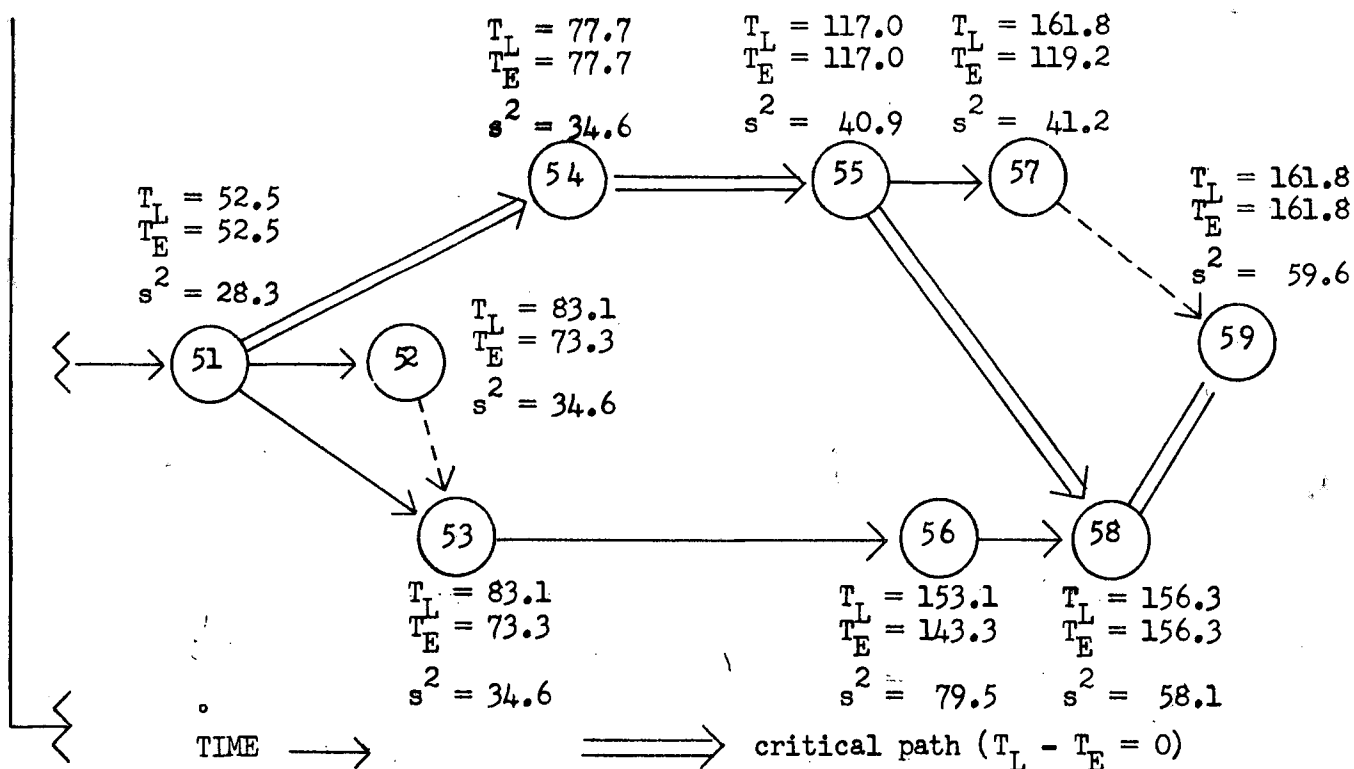 T_L = 77.7
T_E = 77.7
s² = 34.6
T_L = 117.0
T_E = 117.0
s² = 40.9
T_L = 161.8
T_E = 119.2
s² = 41.2
54
55
57
T_L = 161.8
T_E = 161.8
s² = 59.6
T_L = 52.5
T_E = 52.5
s² = 28.3
T_L = 83.1
T_E = 73.3
s² = 34.6
51
52
59
53
56
58
T_L = 83.1
T_E = 73.3
s² = 34.6
T_L = 153.1
T_E = 143.3
s² = 79.5
T_L = 156.3
T_E = 156.3
s² = 58.1
TIME
critical path (T_L - T_E = 0)